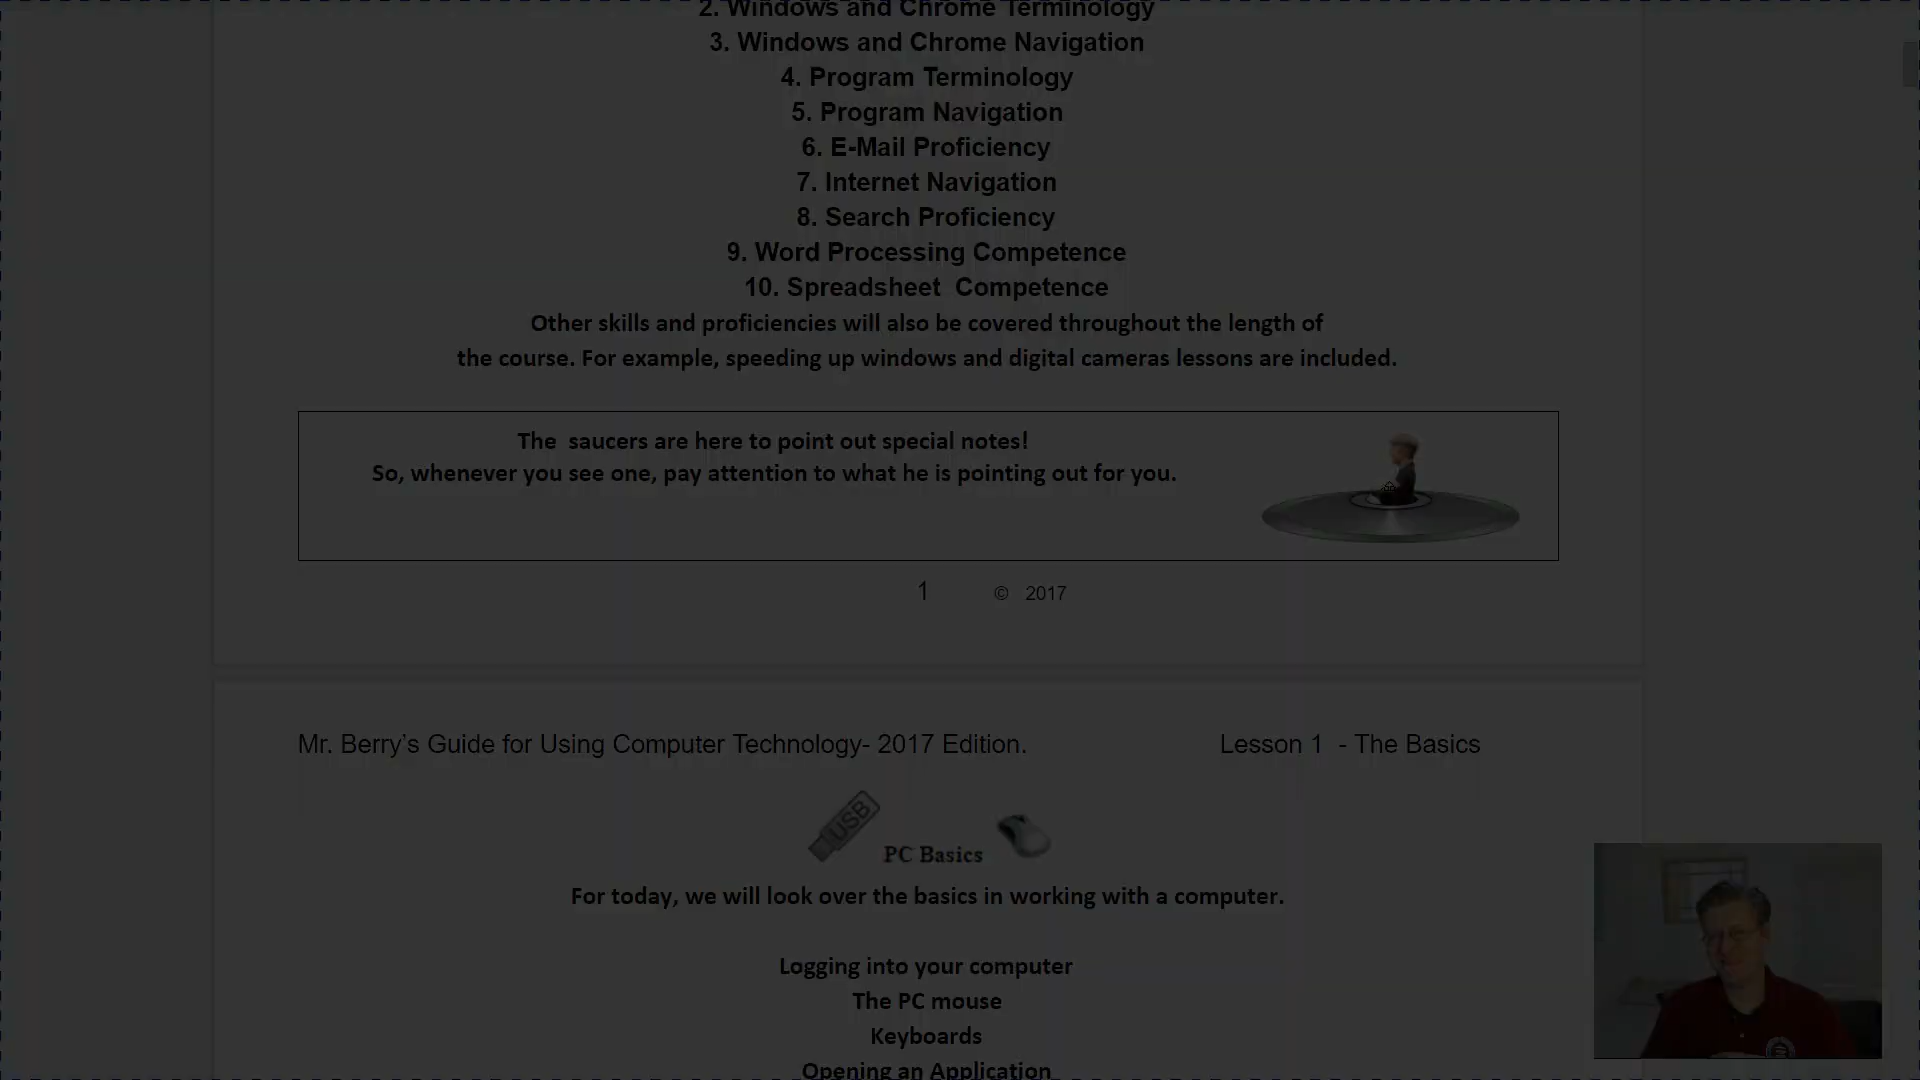 2. Windows and Chrome Terminology
3. Windows and Chrome Navigation
4. Program Terminology
5. Program Navigation
6. E-Mail Proficiency
7. Internet Navigation
8. Search Proficiency
9. Word Processing Competence
10. Spreadsheet  Competence
Other skills and proficiencies will also be covered throughout the length of
the course. For example, speeding up windows and digital cameras lessons are included.
The  saucers are here to point out special notes!
So, whenever you see one, pay attention to what he is pointing out for you.
1 © 2017
Mr. Berry’s Guide for Using Computer Technology- 2017 Edition. Lesson 1  - The Basics
USB
PC Basics
For today, we will look over the basics in working with a computer.
Logging into your computer
The PC mouse
Keyboards
Opening an Application